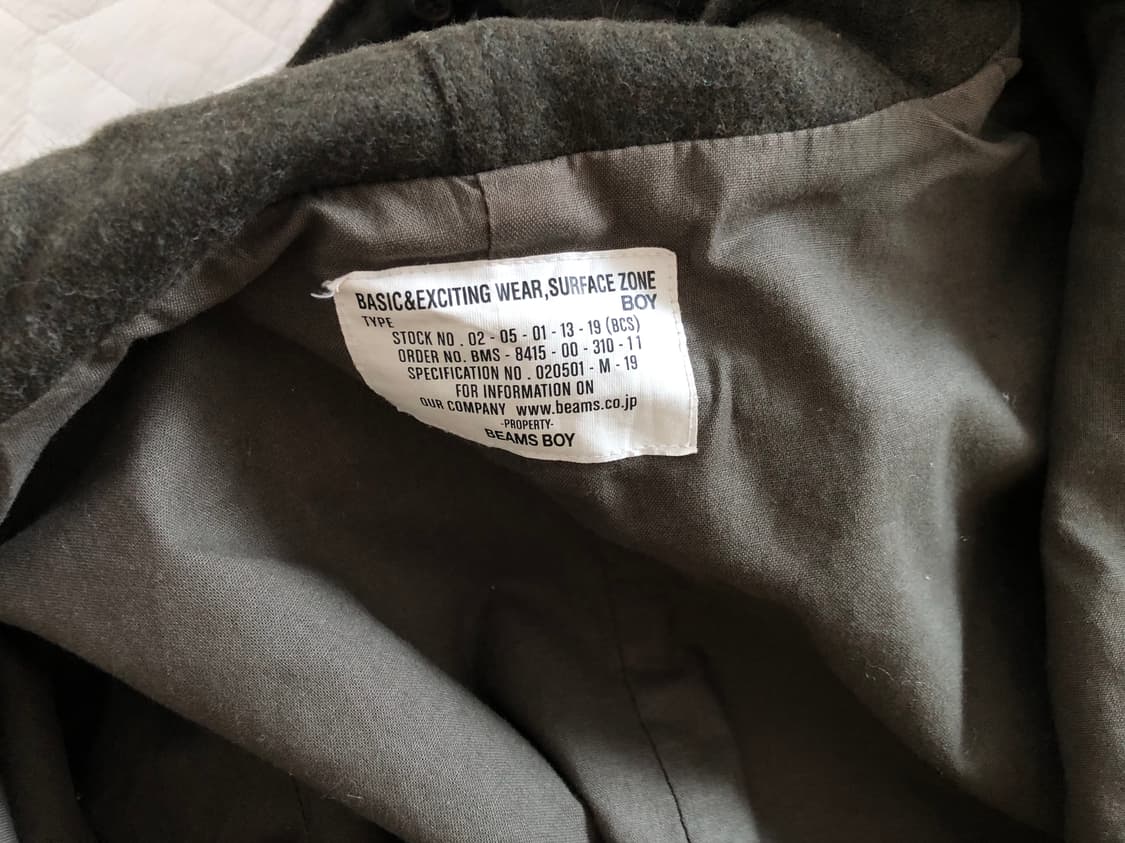 BASIC&EXCITING WEAR,SURFACE ZONE
BOY
TYPE
STOCK NO . 02 - 05 - 01 - 13 - 19 (BCS)
ORDER NO. BMS - 8415 - 00 - 310 - 11
SPECIFICATION NO . 020501 - M - 19
FOR INFORMATION ON
OUR COMPANY www.beams.co.jp
-PROPERTY-
BEAMS BOY